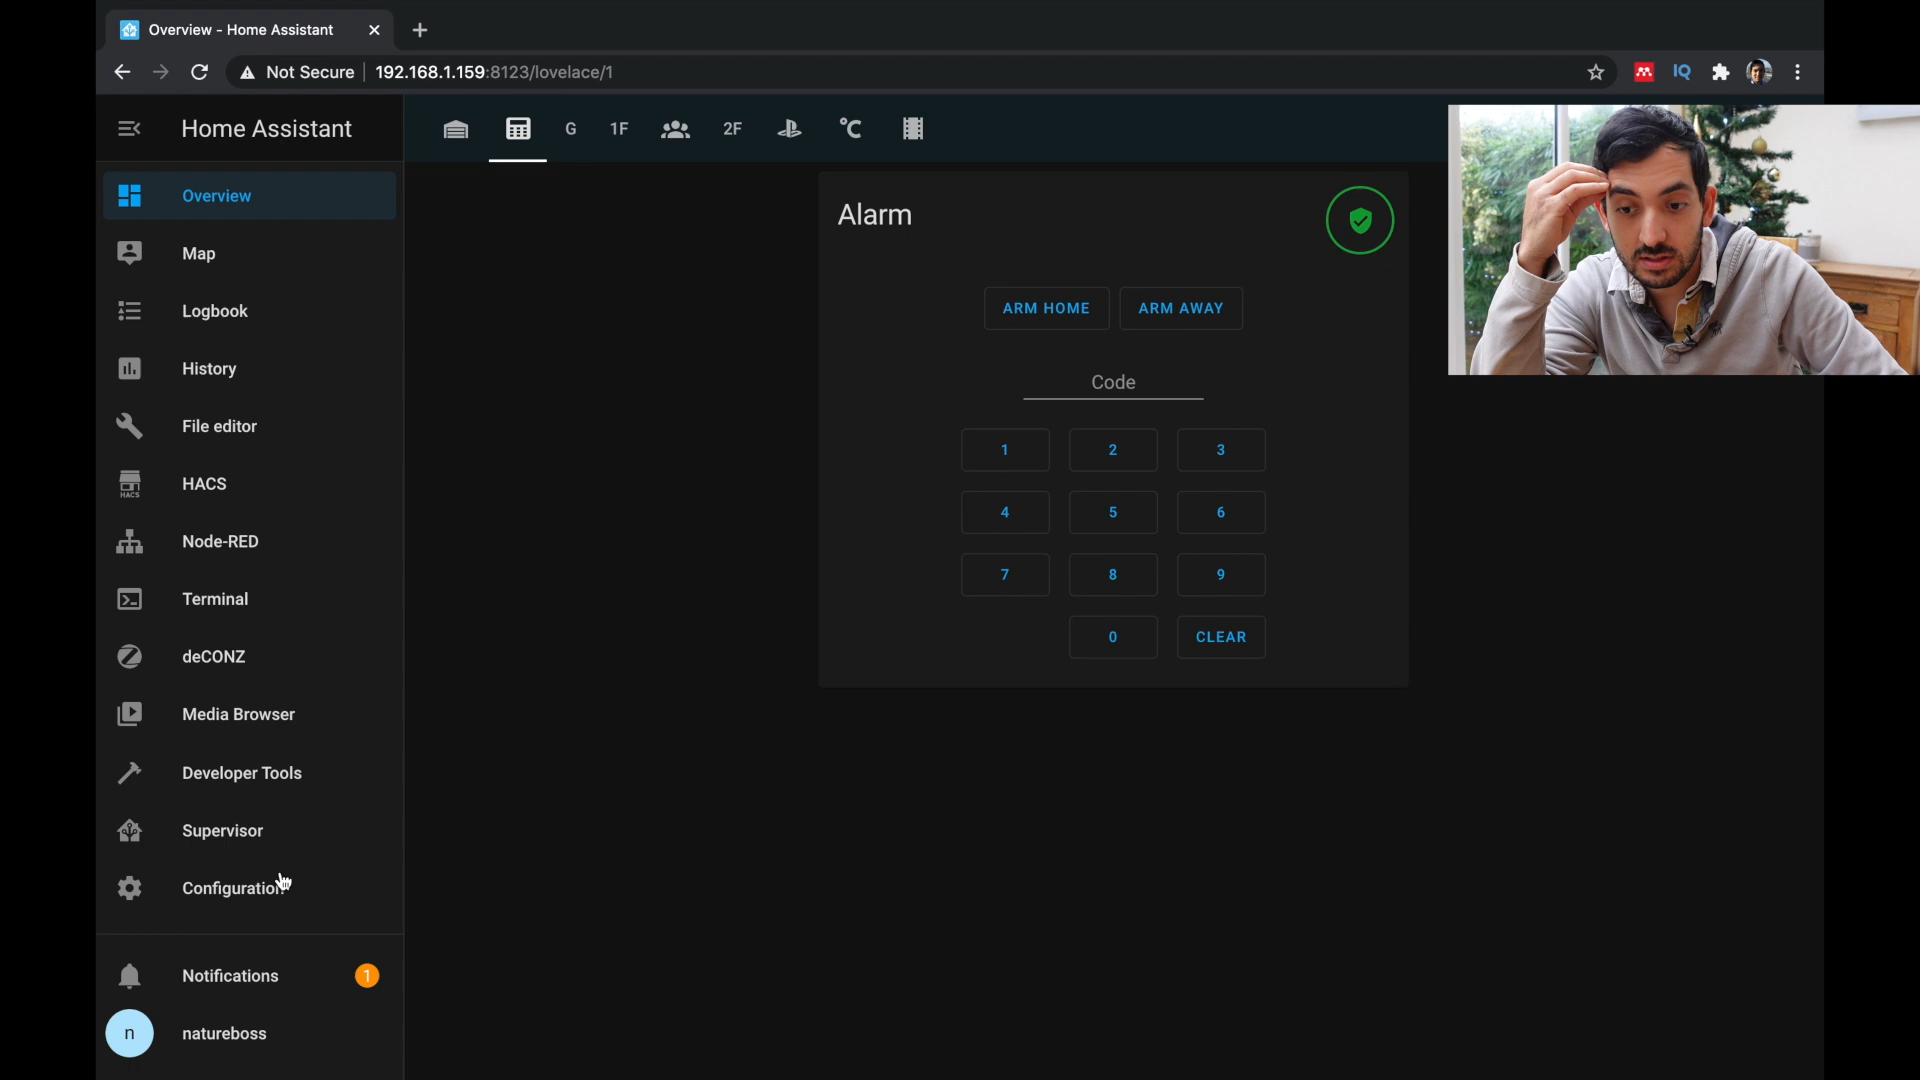 Overview - Home Assistant
Not Secure
192.168.1.159:8123/lovelace/1
IQ
Home Assistant
G
1F
2F
°C
Overview
Map
Logbook
History
File editor
HACS
HACS
Node-RED
Terminal
deCONZ
Media Browser
Developer Tools
Supervisor
Configuration
Notifications
1
n
natureboss
Alarm
ARM HOME
ARM AWAY
Code
1
2
3
4
5
6
7
8
9
0
CLEAR